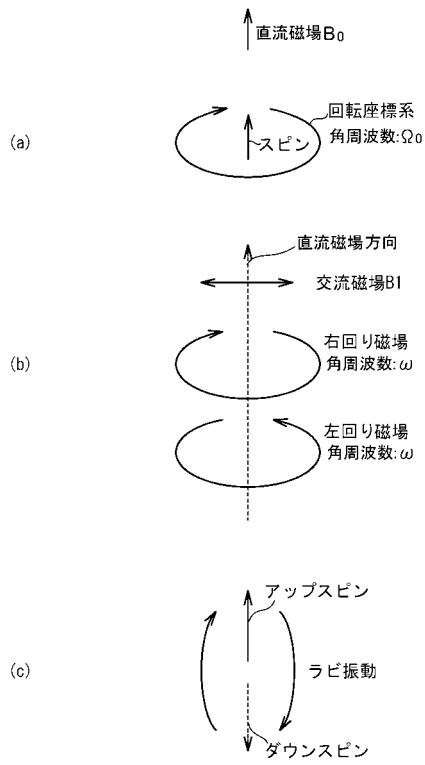 直流磁場B0
(a)
回転座標系
角周波数:Ω0
スピン
直流磁場方向
交流磁場B1
(b)
右回り磁場
角周波数:ω
左回り磁場
角周波数:ω
(c)
アップスピン
ラビ振動
ダウンスピン